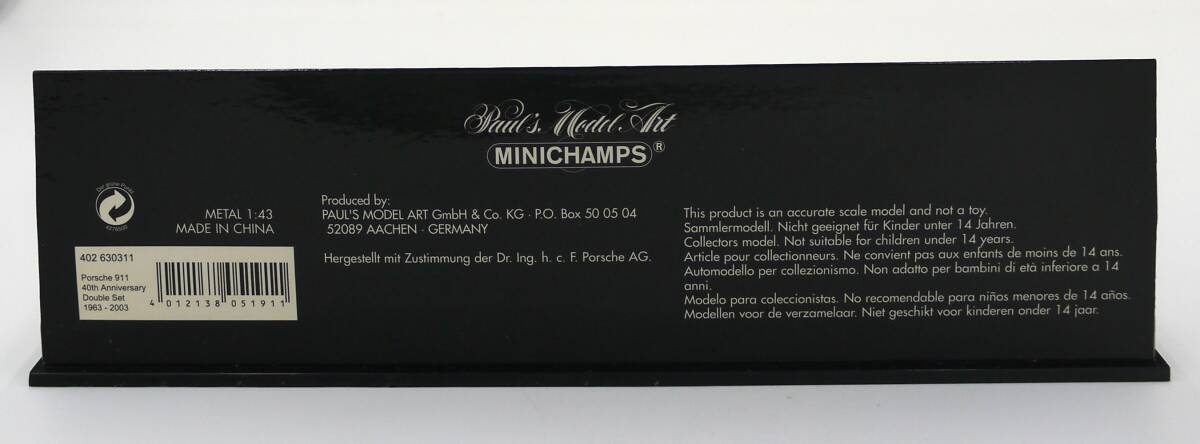 Paul's Model Art
MINICHAMPS®
Der Grüne Punkt
METAL 1:43
MADE IN CHINA
402 630311
Porsche 911
40th Anniversary
Double Set
1963 - 2003
4 012138 051911
Produced by:
PAUL'S MODEL ART GmbH & Co. KG · P.O. Box 50 05 04
52089 AACHEN · GERMANY
Hergestellt mit Zustimmung der Dr. Ing. h. c. F. Porsche AG.
This product is an accurate scale model and not a toy.
Sammlermodell. Nicht geeignet für Kinder unter 14 Jahren.
Collectors model. Not suitable for children under 14 years.
Article pour collectionneurs. Ne convient pas aux enfants de moins de 14 ans.
Automodello per collezionismo. Non adatto per bambini di età inferiore a 14
anni.
Modelo para coleccionistas. No recomendable para niños menores de 14 años.
Modellen voor de verzamelaar. Niet geschikt voor kinderen onder 14 jaar.